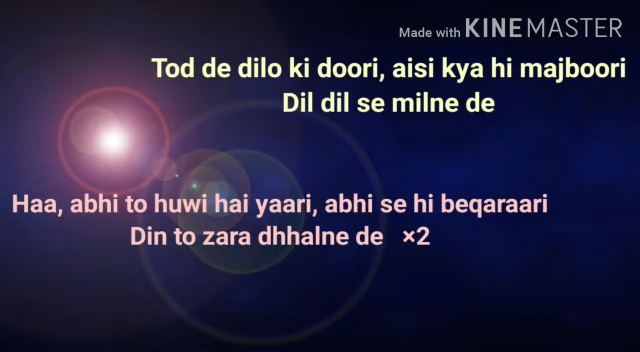 Made with KINEMASTER
Tod de dilo ki doori, aisi kya hi majboori
Dil dil se milne de
Haa, abhi to huwi hai yaari, abhi se hi beqaraari
Din to zara dhhalne de ×2